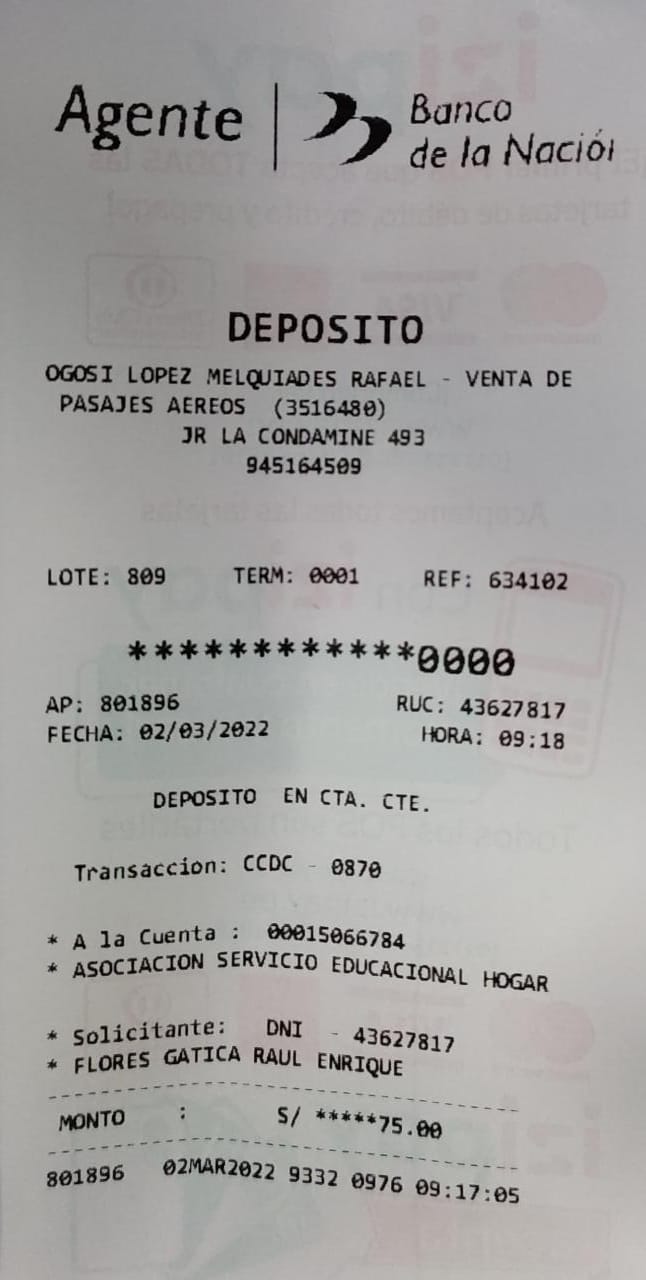 Agente
Banco
de la Nación
DEPOSITO
OGOSI LOPEZ MELQUIADES RAFAEL - VENTA DE
PASAJES AEREOS (3516480)
JR LA CONDAMINE 493
945164509
LOTE: 809 TERM: 0001 REF: 634102
************0000
AP: 801896 RUC: 43627817
FECHA: 02/03/2022 HORA: 09:18
DEPOSITO EN CTA. CTE.
Transaccion: CCDC - 0870
* A la Cuenta : 00015066784
* ASOCIACION SERVICIO EDUCACIONAL HOGAR
* Solicitante: DNI - 43627817
* FLORES GATICA RAUL ENRIQUE
MONTO : S/ *****75.00
801896 02MAR2022 9332 0976 09:17:05